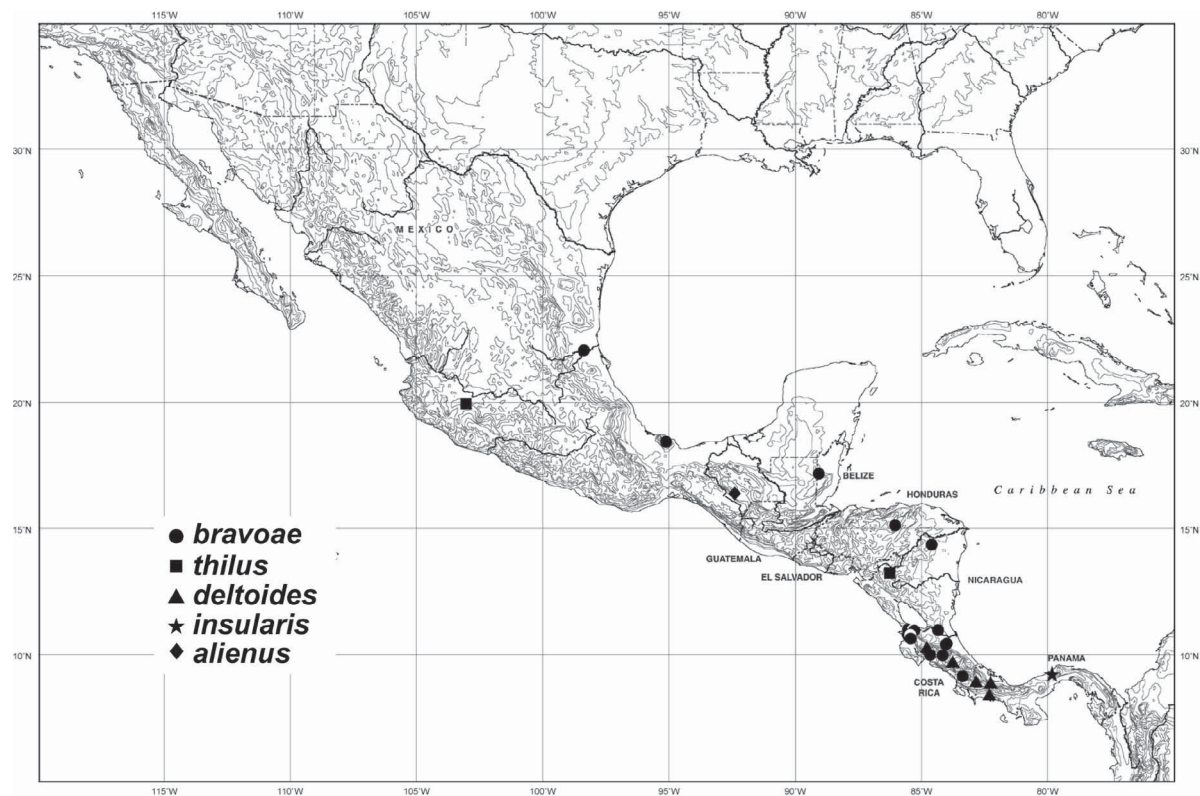 115°W 110°W 105°W 100°W 95°W 90°W 85°W 80°W
30°N 30°N
MEXICO
25°N 25°N
20°N 20°N
BELIZE
Caribbean Sea
HONDURAS
15°N 15°N
bravoae
GUATEMALA
thilus
EL SALVADOR
NICARAGUA
deltoides
insularis
alienus
10°N 10°N
PANAMA
COSTA
RICA
115°W 110°W 105°W 100°W 95°W 90°W 85°W 80°W